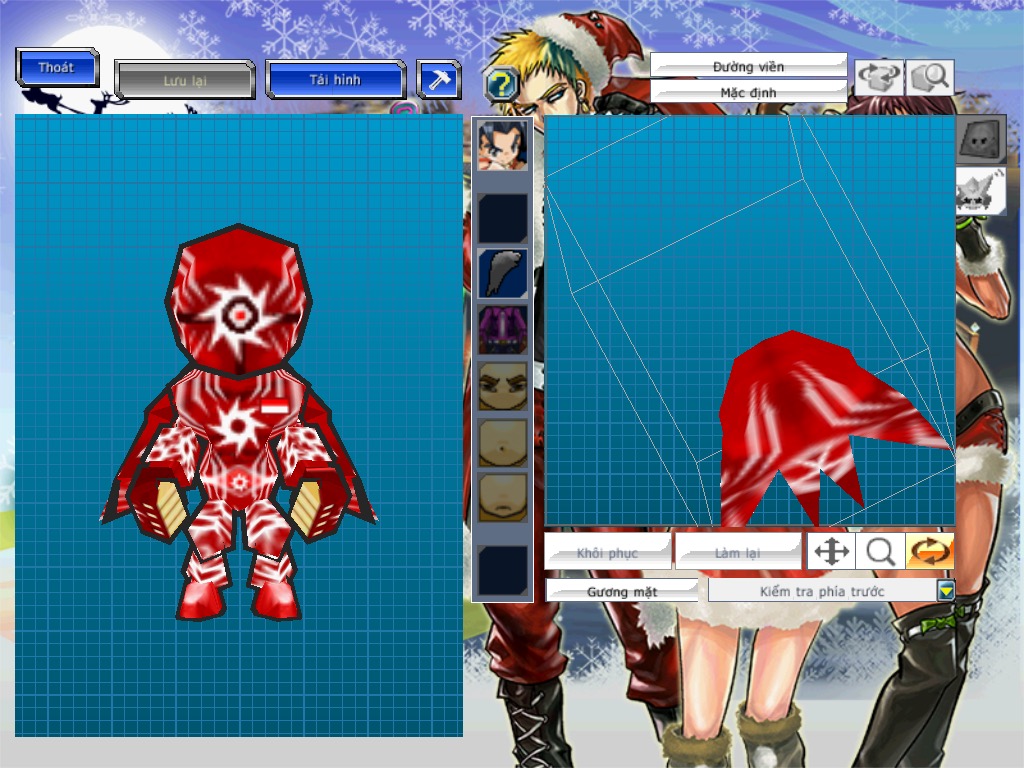 Thoát
Lưu lại
Tải hình
?
Đường viền
Mặc định
Khôi phục
Làm lại
Gương mặt
Kiểm tra phía trước